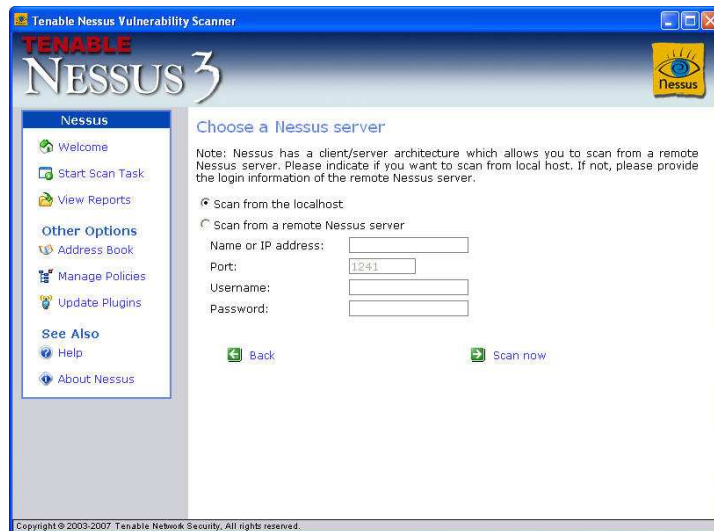 Tenable Nessus Vulnerability Scanner
TENABLE
NESSUS 3
nessus
Nessus
Welcome
Start Scan Task
View Reports
Other Options
Address Book
Manage Policies
Update Plugins
See Also
Help
About Nessus
Choose a Nessus server
Note: Nessus has a client/server architecture which allows you to scan from a remote
Nessus server. Please indicate if you want to scan from local host. If not, please provide
the login information of the remote Nessus server.
Scan from the localhost
Scan from a remote Nessus server
Name or IP address:
Port: 1241
Username:
Password:
Back Scan now
Copyright © 2003-2007 Tenable Network Security, All rights reserved.